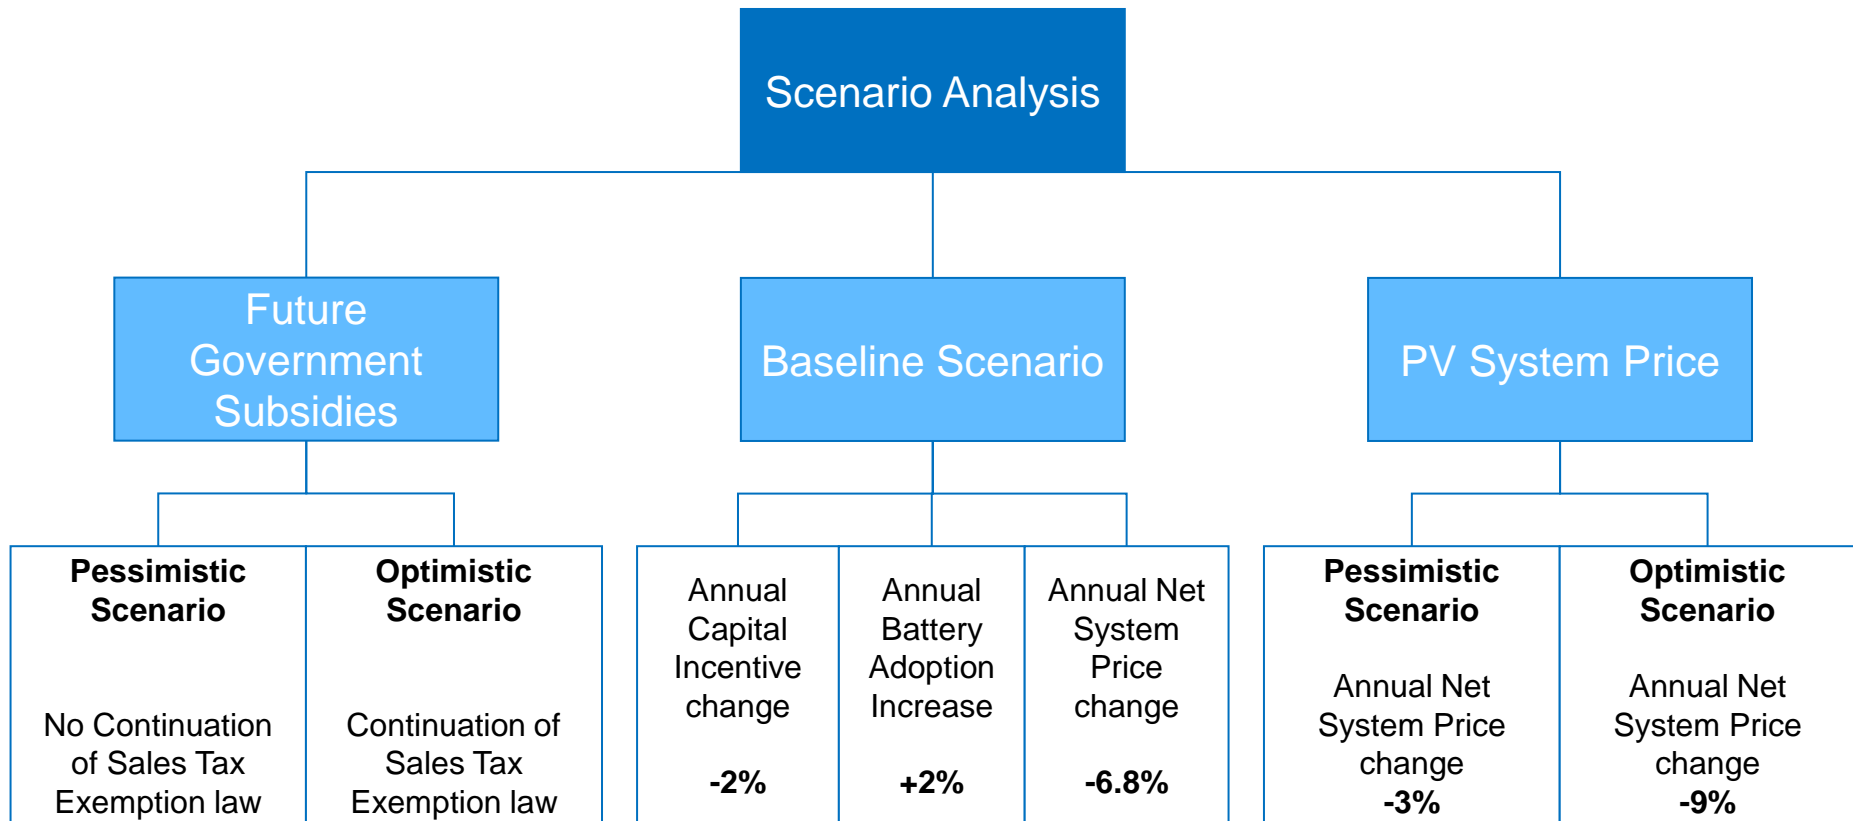 Scenario Analysis
Future
Government
Subsidies
Baseline Scenario
PV System Price
Pessimistic
Scenario
No Continuation
of Sales Tax
Exemption law
Optimistic
Scenario
Continuation of
Sales Tax
Exemption law
Annual
Capital
Incentive
change
-2%
Annual
Battery
Adoption
Increase
+2%
Annual Net
System
Price
change
-6.8%
Pessimistic
Scenario
Annual Net
System Price
change
-3%
Optimistic
Scenario
Annual Net
System Price
change
-9%